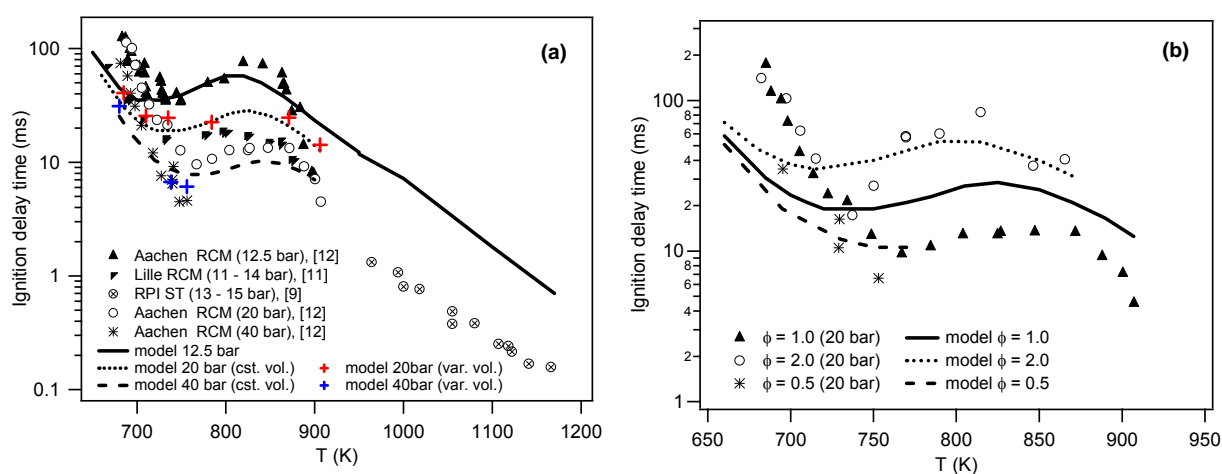 (a)
100
10
1
0.1
Ignition delay time (ms)
Aachen RCM (12.5 bar), [12]
Lille RCM (11 - 14 bar), [11]
RPI ST (13 - 15 bar), [9]
Aachen RCM (20 bar), [12]
Aachen RCM (40 bar), [12]
model 12.5 bar
model 20 bar (cst. vol.) model 20bar (var. vol.)
model 40 bar (cst. vol.) model 40bar (var. vol.)
700 800 900 1000 1100 1200
T (K)
(b)
2
100
8
6
4
2
10
8
6
4
2
1
Ignition delay time (ms)
ϕ = 1.0 (20 bar) model ϕ = 1.0
ϕ = 2.0 (20 bar) model ϕ = 2.0
ϕ = 0.5 (20 bar) model ϕ = 0.5
650 700 750 800 850 900 950
T (K)